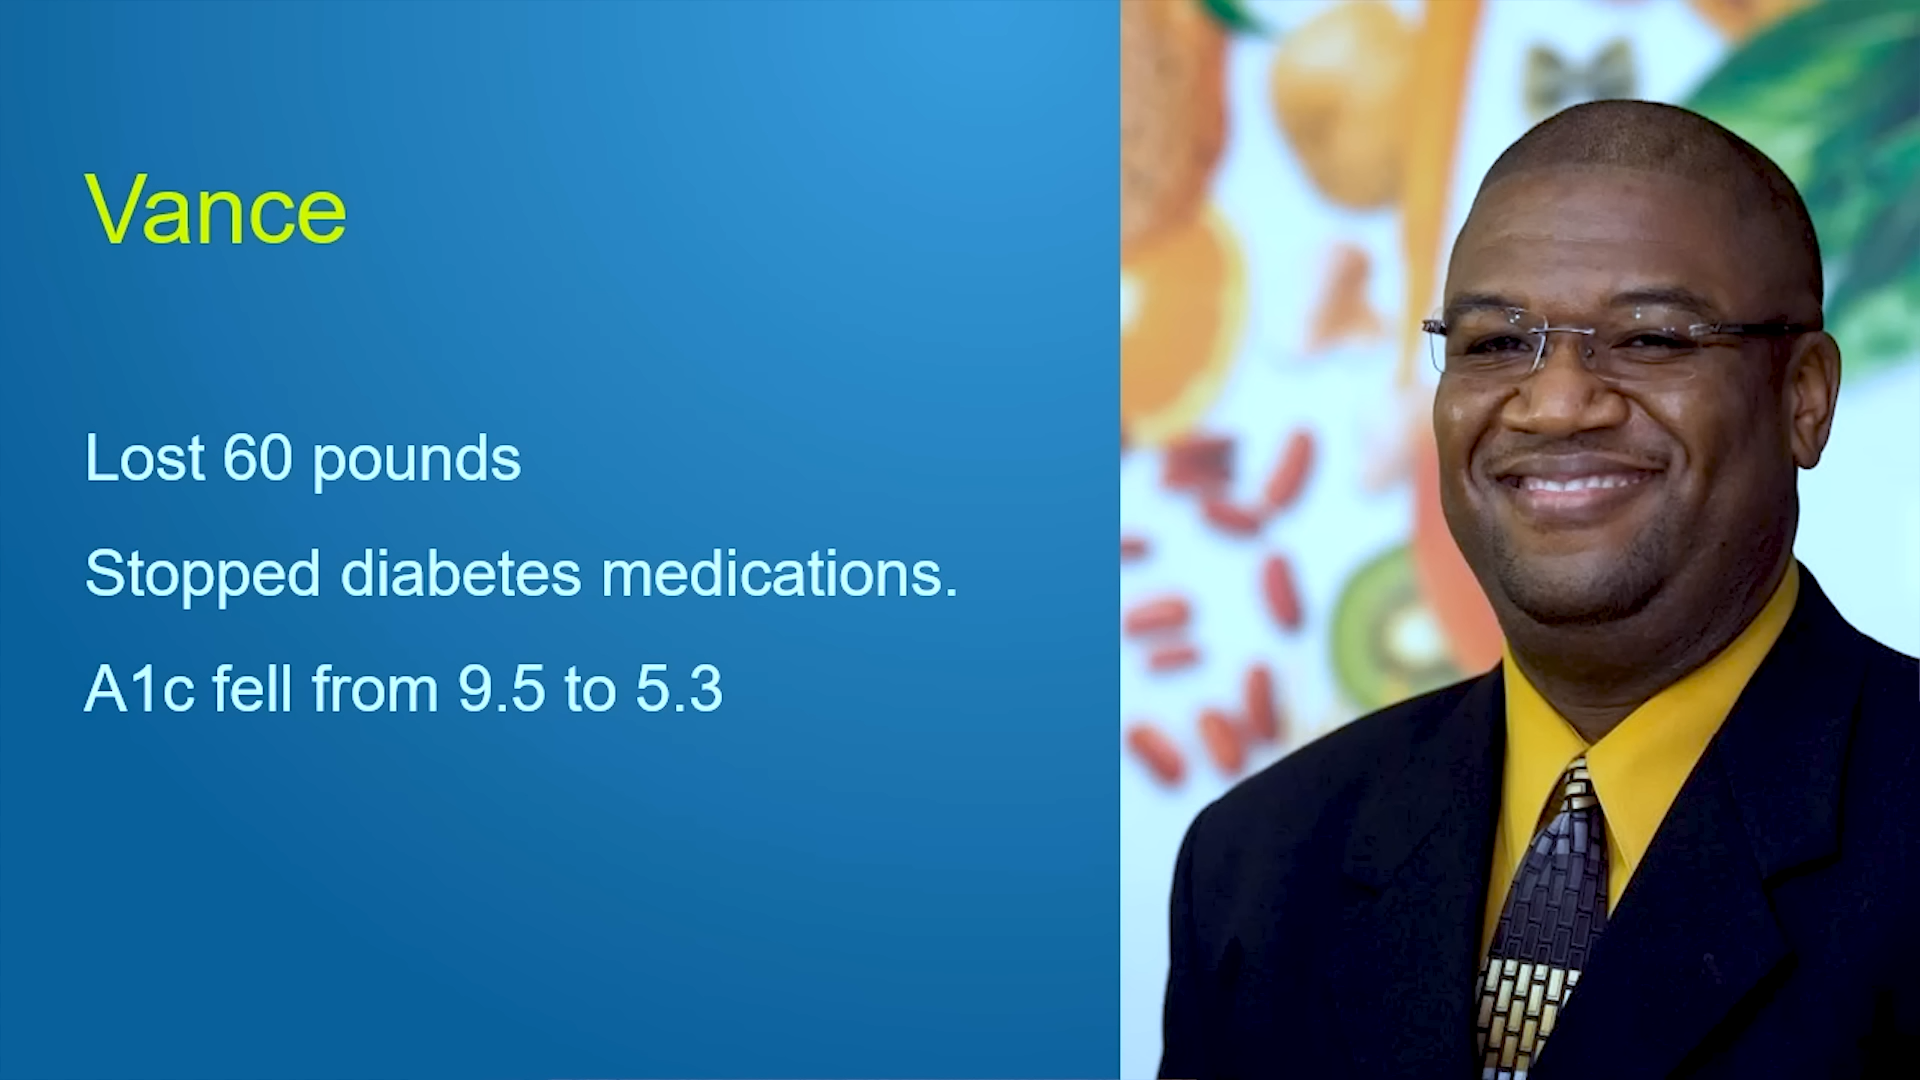 Vance
Lost 60 pounds
Stopped diabetes medications.
A1c fell from 9.5 to 5.3